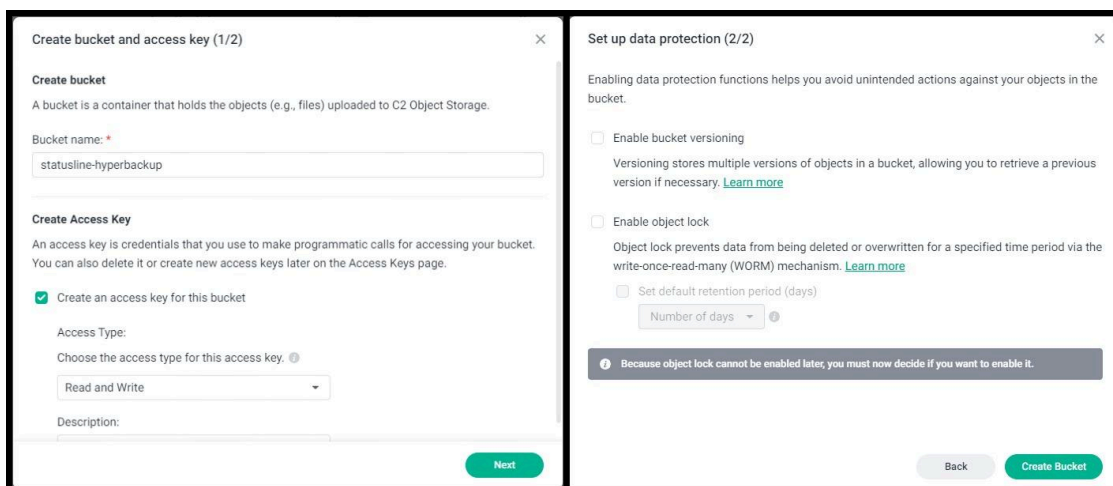 Create bucket and access key (1/2)
Create bucket
A bucket is a container that holds the objects (e.g., files) uploaded to C2 Object Storage.
Bucket name: *
statusline-hyperbackup
Create Access Key
An access key is credentials that you use to make programmatic calls for accessing your bucket.
You can also delete it or create new access keys later on the Access Keys page.
Create an access key for this bucket
Access Type:
Choose the access type for this access key.
Read and Write
Description:
Next
Set up data protection (2/2)
Enabling data protection functions helps you avoid unintended actions against your objects in the
bucket.
Enable bucket versioning
Versioning stores multiple versions of objects in a bucket, allowing you to retrieve a previous
version if necessary. Learn more
Enable object lock
Object lock prevents data from being deleted or overwritten for a specified time period via the
write-once-read-many (WORM) mechanism. Learn more
Set default retention period (days)
Number of days
Because object lock cannot be enabled later, you must now decide if you want to enable it.
Back
Create Bucket